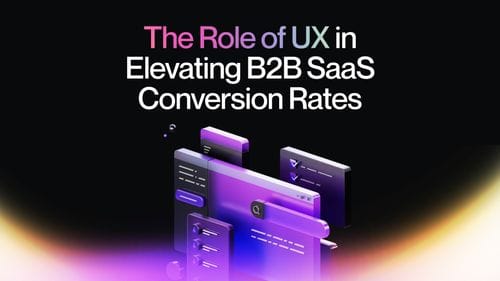 The Role of UX in
Elevating B2B SaaS
Conversion Rates